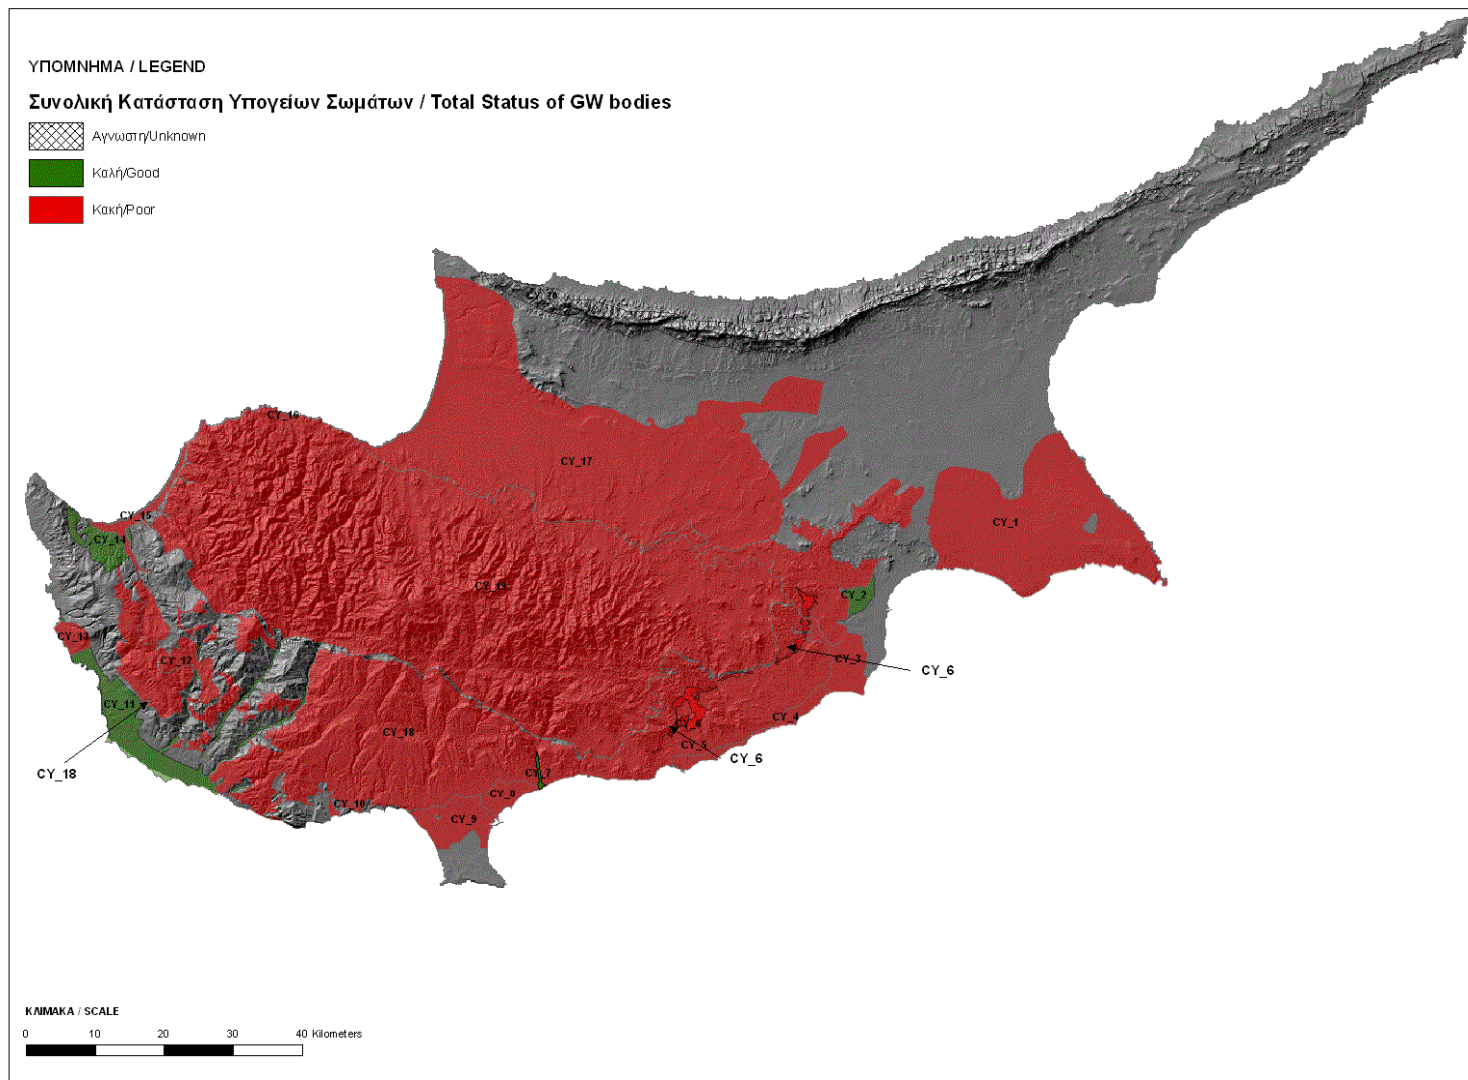 ΥΠΟΜΝΗΜΑ / LEGEND
Συνολική Κατάσταση Υπογείων Σωμάτων / Total Status of GW bodies
Αγνωστη/Unknown
Καλή/Good
Κακή/Poor
CY_16
CY_17
CY_15
CY_14
CY_1
CY_19
CY_2
CY_13
CY_12
CY_3
CY_6
CY_11
CY_4
CY_6
CY_18
CY_5
CY_6
CY_18
CY_7
CY_10
CY_9
ΚΛΙΜΑΚΑ / SCALE
0 10 20 30 40 Kilometers